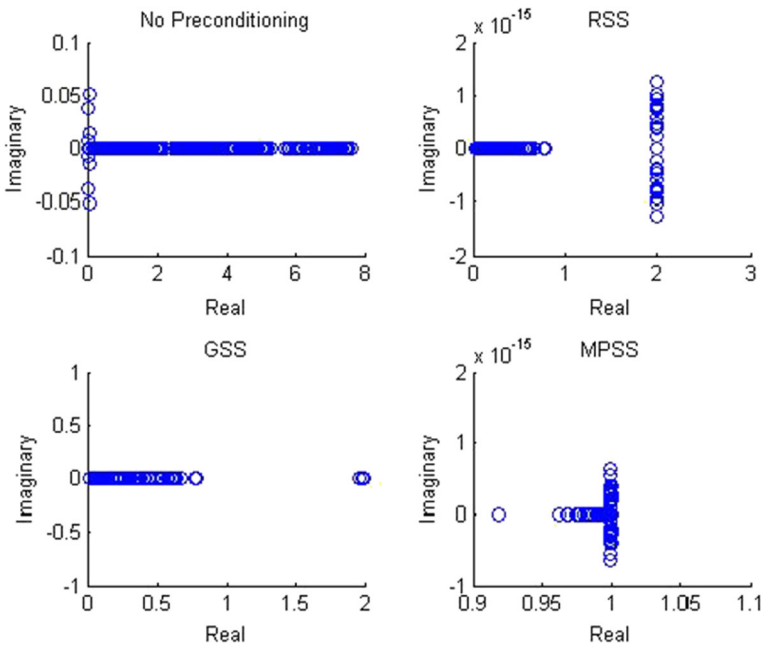 No Preconditioning
0.1
0.05
0
-0.05
-0.1
Imaginary
0 2 4 6 8
Real
RSS
x 10^-15
2
1
0
-1
-2
Imaginary
0 1 2 3
Real
GSS
1
0.5
0
-0.5
-1
Imaginary
0 0.5 1 1.5 2
Real
MPSS
x 10^-15
2
1
0
-1
Imaginary
0.9 0.95 1 1.05 1.1
Real